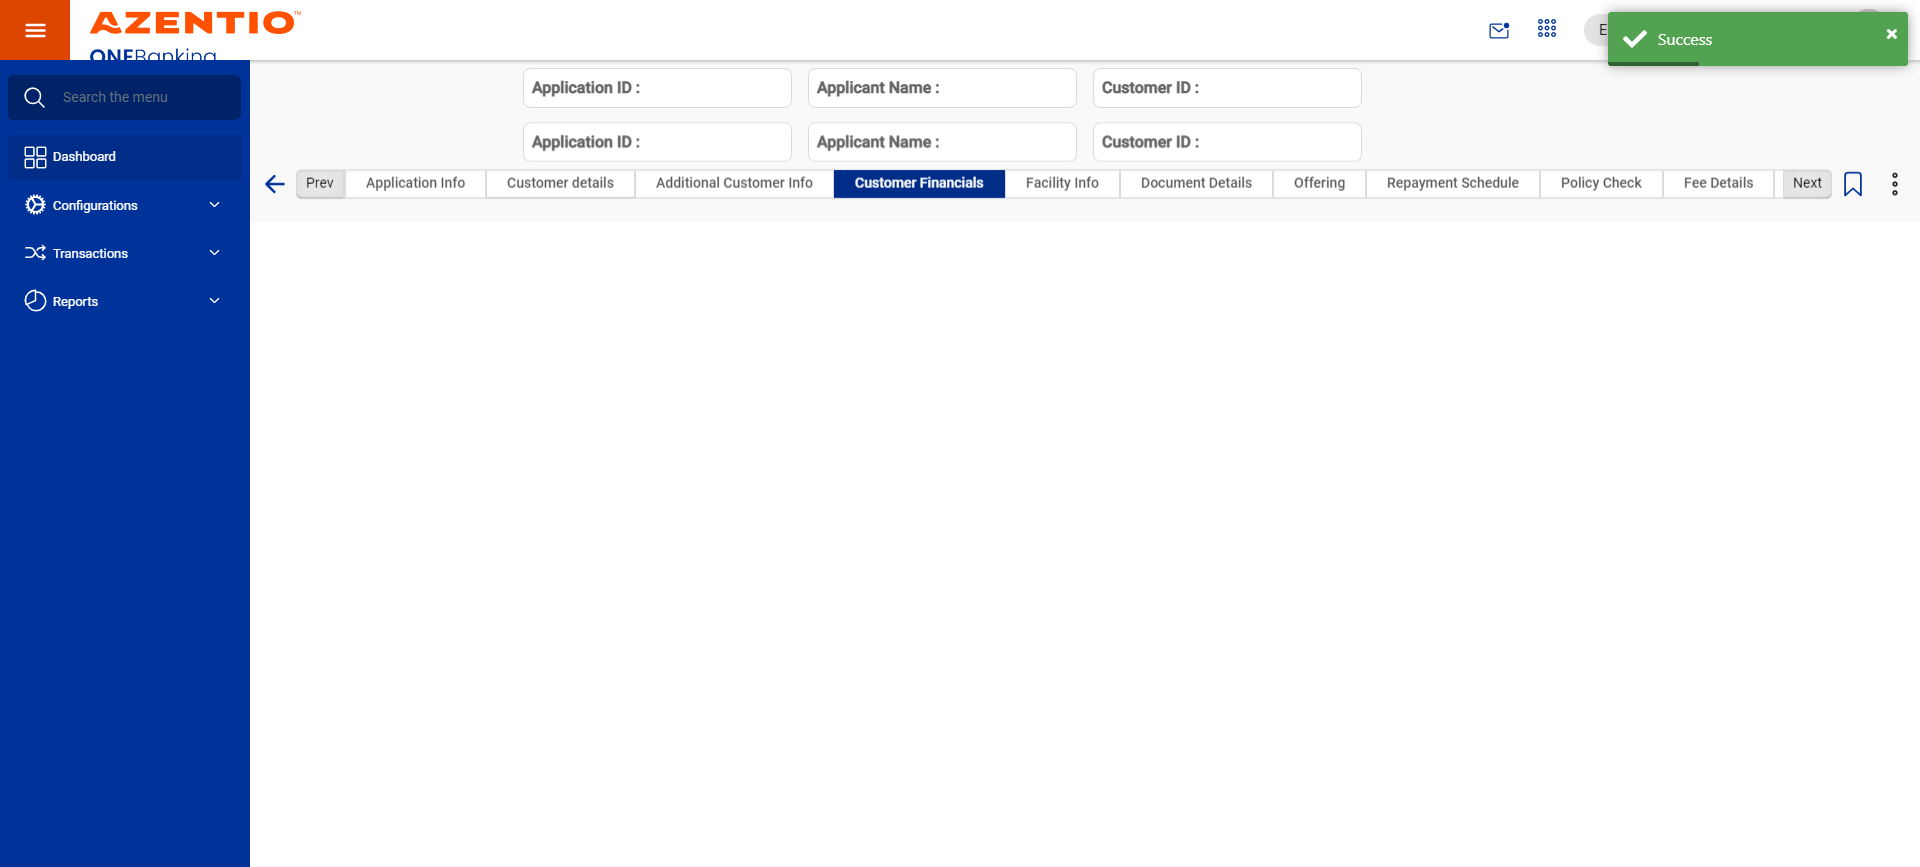 AZENTIO™
ONEBanking
E
Success
Search the menu
Dashboard
Configurations
Transactions
Reports
Application ID : Applicant Name : Customer ID :
Application ID : Applicant Name : Customer ID :
Prev Application Info Customer details Additional Customer Info Customer Financials Facility Info Document Details Offering Repayment Schedule Policy Check Fee Details Next